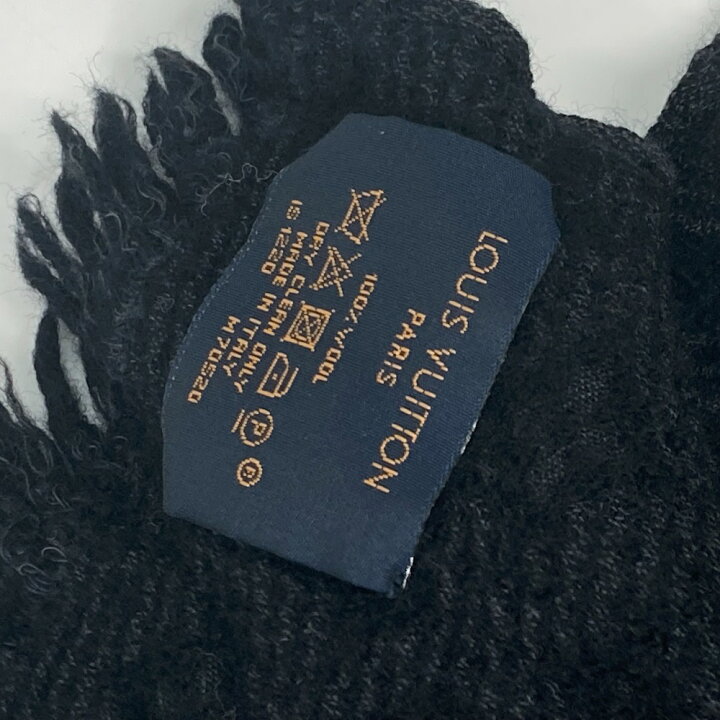 LOUIS VUITTON
PARIS
100% WOOL
P
DRY CLEAN ONLY
MADE IN ITALY
IS 1220 M70520